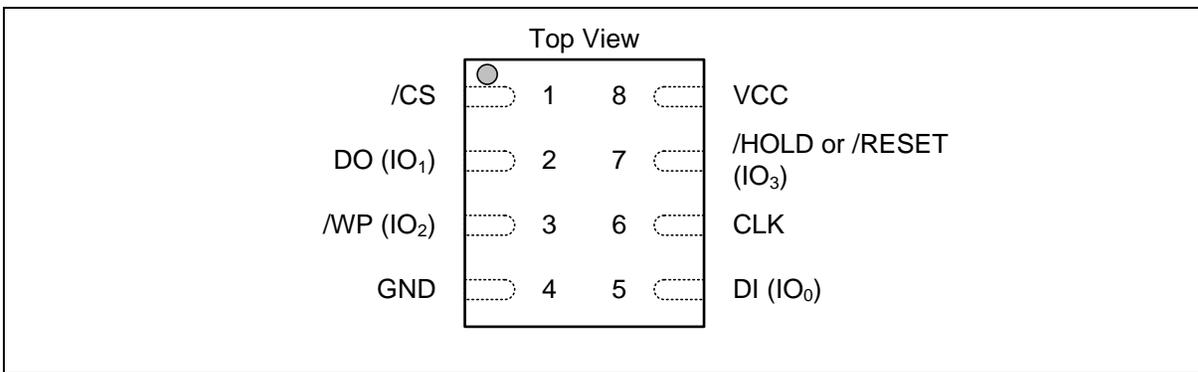 Top View
/CS 1 8 VCC
DO (IO₁) 2 7 /HOLD or /RESET
(IO₃)
/WP (IO₂) 3 6 CLK
GND 4 5 DI (IO₀)